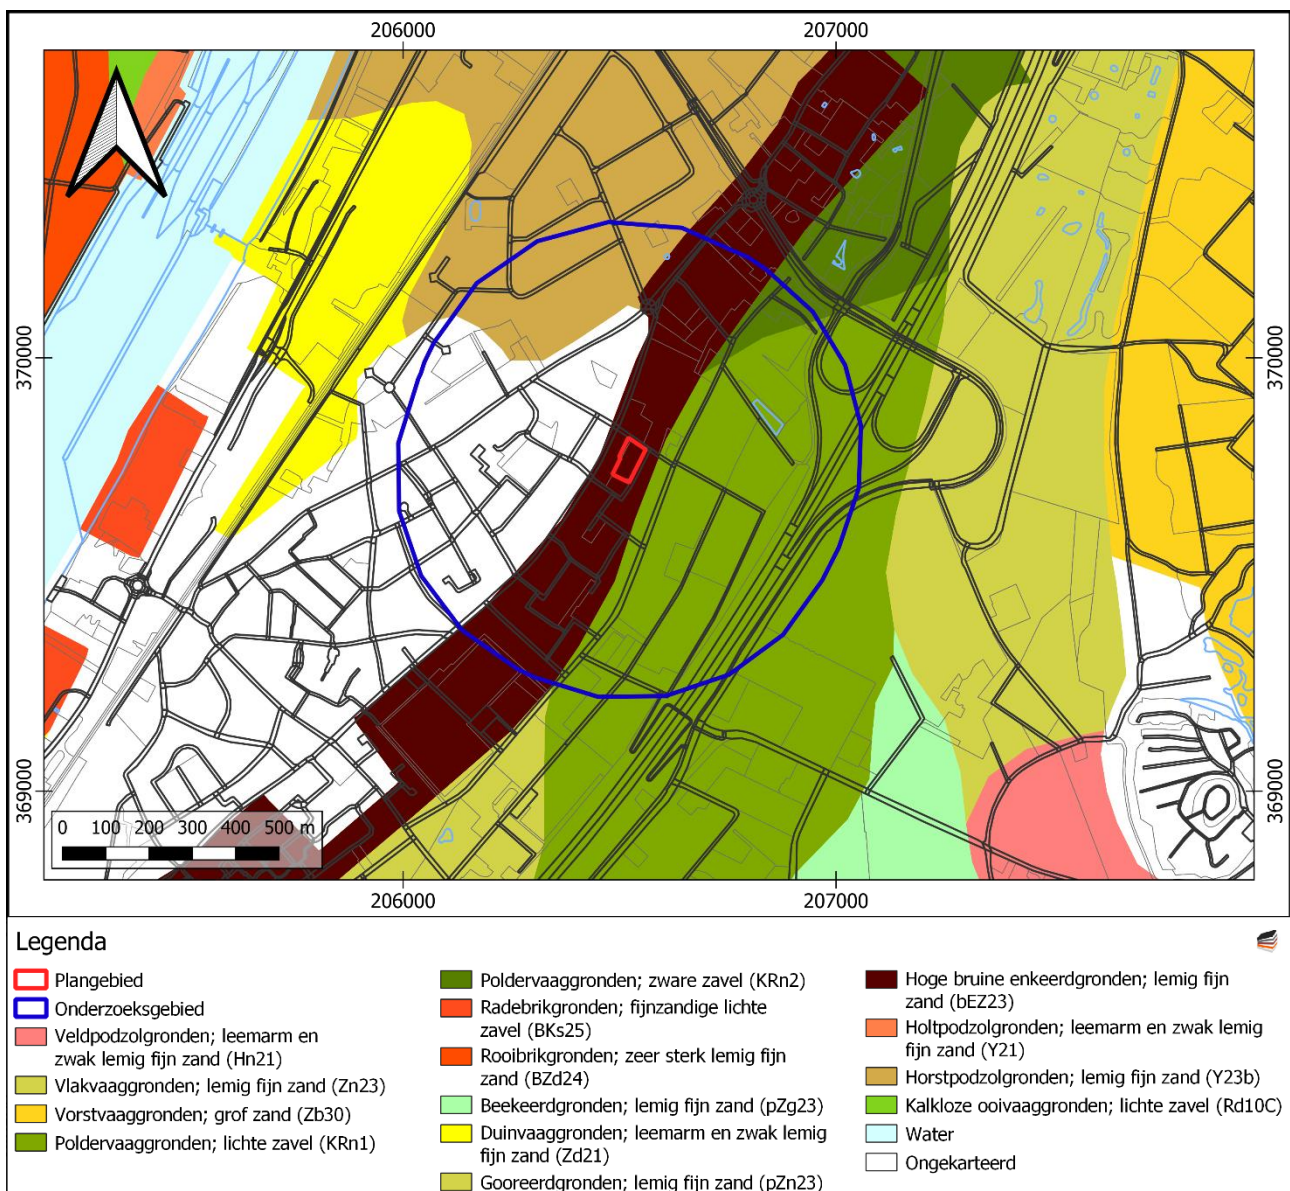 206000
207000
370000
370000
369000
369000
0 100 200 300 400 500 m
206000
207000
Legenda
Plangebied
Onderzoeksgebied
Veldpodzolgronden; leemarm en
zwak lemig fijn zand (Hn21)
Vlakvaaggronden; lemig fijn zand (Zn23)
Vorstvaaggronden; grof zand (Zb30)
Poldervaaggronden; lichte zavel (KRn1)
Poldervaaggronden; zware zavel (KRn2)
Radebrikgronden; fijnzandige lichte
zavel (BKs25)
Rooibrikgronden; zeer sterk lemig fijn
zand (BZd24)
Beekeerdgronden; lemig fijn zand (pZg23)
Duinvaaggronden; leemarm en zwak lemig
fijn zand (Zd21)
Gooreerdgronden; lemig fijn zand (pZn23)
Hoge bruine enkeerdgronden; lemig fijn
zand (bEZ23)
Holtpodzolgronden; leemarm en zwak lemig
fijn zand (Y21)
Horstpodzolgronden; lemig fijn zand (Y23b)
Kalkloze ooivaaggronden; lichte zavel (Rd10C)
Water
Ongekarteerd